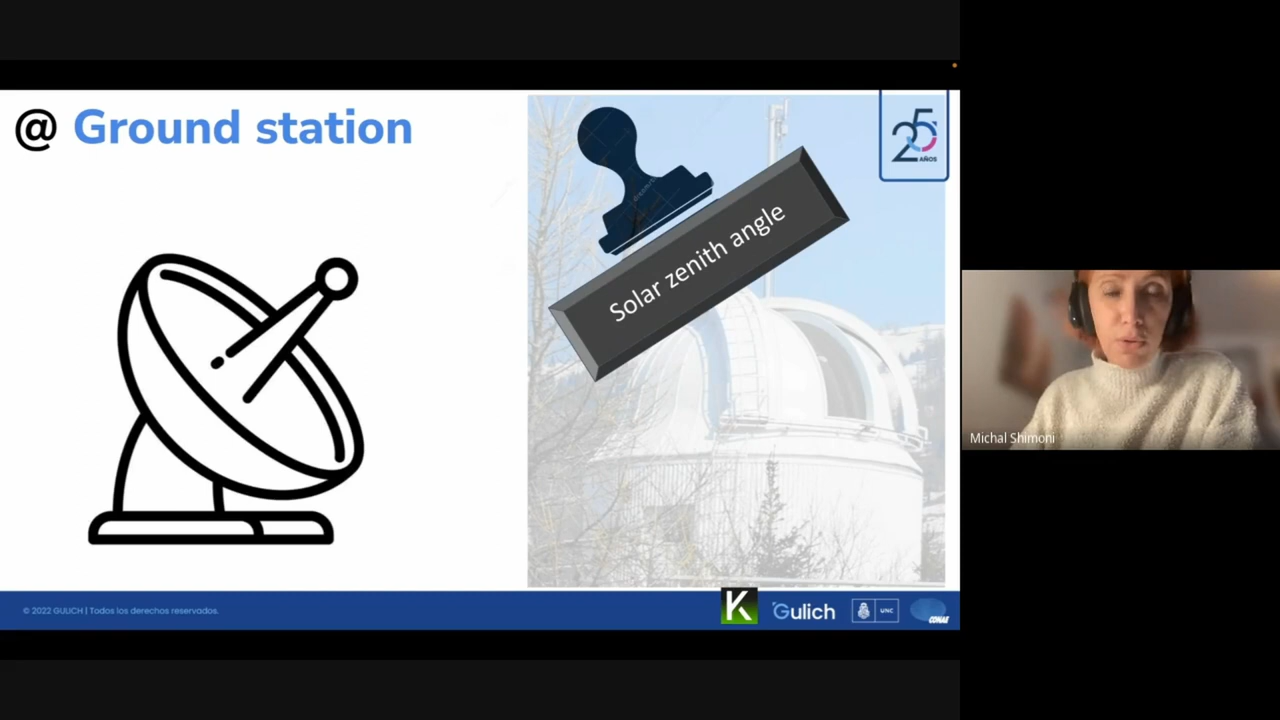 @ Ground station
25
AÑOS
Solar zenith angle
Michal Shimoni
© 2022 GULICH | Todos los derechos reservados.
K
Gulich
UNC
CONAE